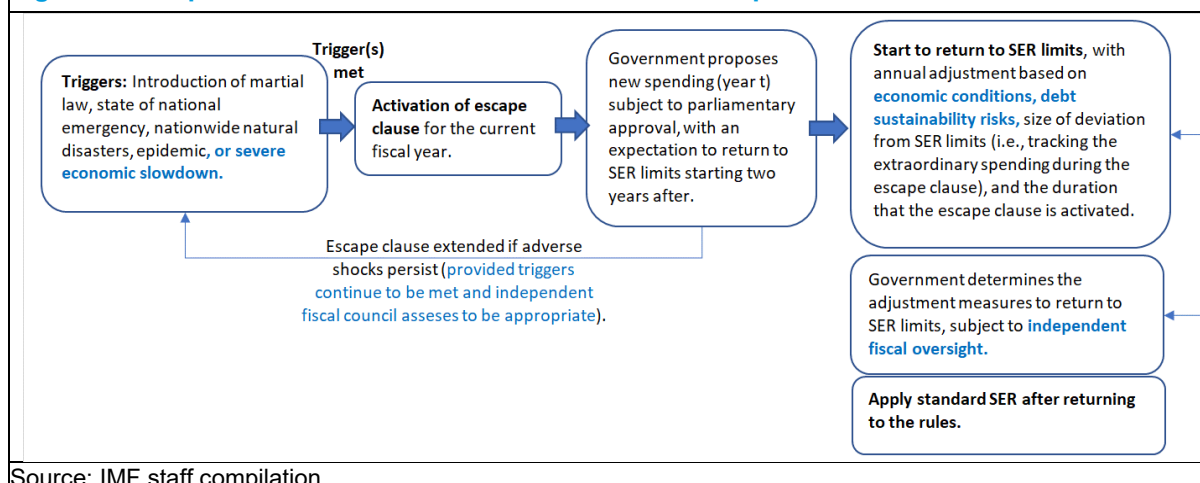 Trigger(s)
met
Triggers: Introduction of martial
law, state of national
emergency, nationwide natural
disasters, epidemic, or severe
economic slowdown.
Activation of escape
clause for the current
fiscal year.
Government proposes
new spending (year t)
subject to parliamentary
approval, with an
expectation to return to
SER limits starting two
years after.
Start to return to SER limits, with
annual adjustment based on
economic conditions, debt
sustainability risks, size of deviation
from SER limits (i.e., tracking the
extraordinary spending during the
escape clause), and the duration
that the escape clause is activated.
Escape clause extended if adverse
shocks persist (provided triggers
continue to be met and independent
fiscal council asseses to be appropriate).
Government determines the
adjustment measures to return to
SER limits, subject to independent
fiscal oversight.
Apply standard SER after returning
to the rules.
Source: IMF staff compilation